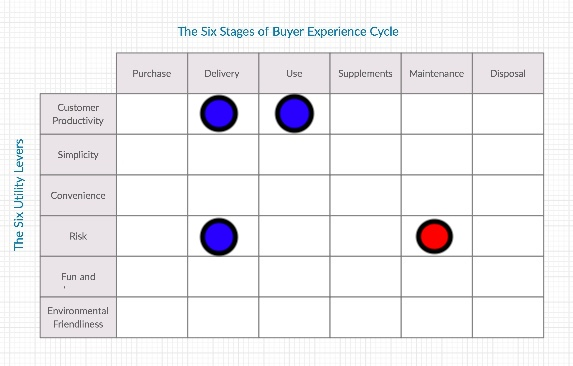 The Six Stages of Buyer Experience Cycle
Purchase Delivery Use Supplements Maintenance Disposal
The Six Utility Levers
Customer
Productivity
Simplicity
Convenience
Risk
Fun and
Environmental
Friendliness